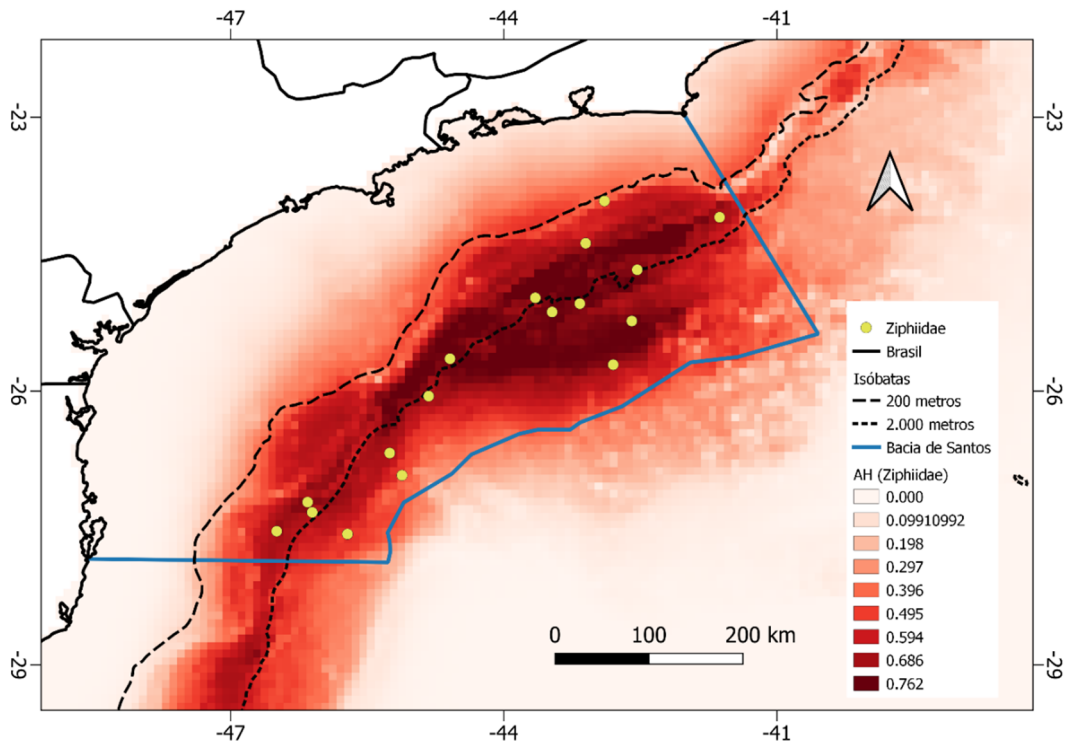 -47 -44 -41
-23 -23
-26 -26
-29 -29
Ziphiidae
Brasil
Isóbatas
200 metros
2.000 metros
Bacia de Santos
AH (Ziphiidae)
0.000
0.09910992
0.198
0.297
0.396
0.495
0.594
0.686
0.762
0 100 200 km
-47 -44 -41